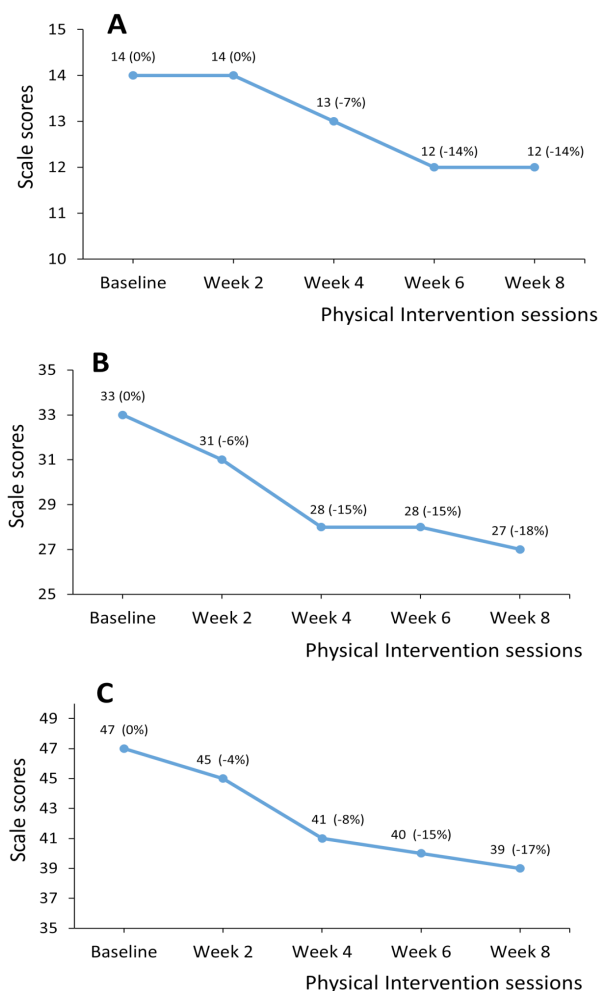 A
15
14 (0%)
14 (0%)
14
13 (-7%)
13
12 (-14%)
12 (-14%)
12
11
10
Scale scores
Baseline
Week 2
Week 4
Week 6
Week 8
Physical Intervention sessions
B
35
33 (0%)
33
31 (-6%)
31
29
28 (-15%)
28 (-15%)
27 (-18%)
27
25
Scale scores
Baseline
Week 2
Week 4
Week 6
Week 8
Physical Intervention sessions
C
49
47 (0%)
47
45 (-4%)
45
43
41 (-8%)
41
40 (-15%)
39 (-17%)
39
37
35
Scale scores
Baseline
Week 2
Week 4
Week 6
Week 8
Physical Intervention sessions